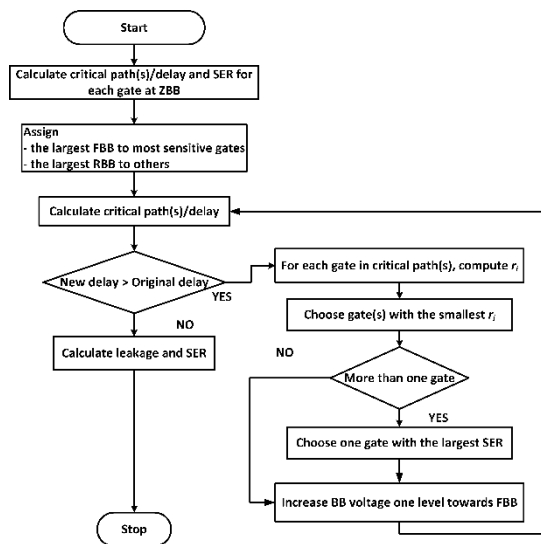 Start
Calculate critical path(s)/delay and SER for
each gate at ZBB
Assign
- the largest FBB to most sensitive gates
- the largest RBB to others
Calculate critical path(s)/delay
New delay > Original delay
YES
NO
Calculate leakage and SER
Stop
For each gate in critical path(s), compute ri
Choose gate(s) with the smallest ri
NO
More than one gate
YES
Choose one gate with the largest SER
Increase BB voltage one level towards FBB